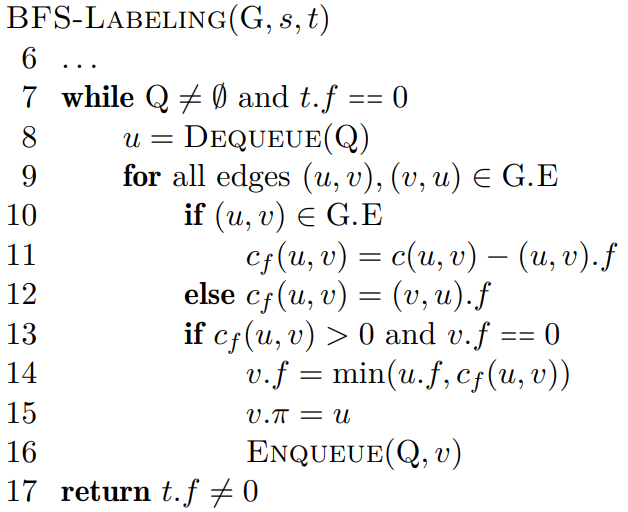 BFS-LABELING(G, s, t)
6 ...
7 while Q ≠ ∅ and t.f == 0
8 u = DEQUEUE(Q)
9 for all edges (u, v), (v, u) ∈ G.E
10 if (u, v) ∈ G.E
11 c_f(u, v) = c(u, v) − (u, v).f
12 else c_f(u, v) = (v, u).f
13 if c_f(u, v) > 0 and v.f == 0
14 v.f = min(u.f, c_f(u, v))
15 v.π = u
16 ENQUEUE(Q, v)
17 return t.f ≠ 0